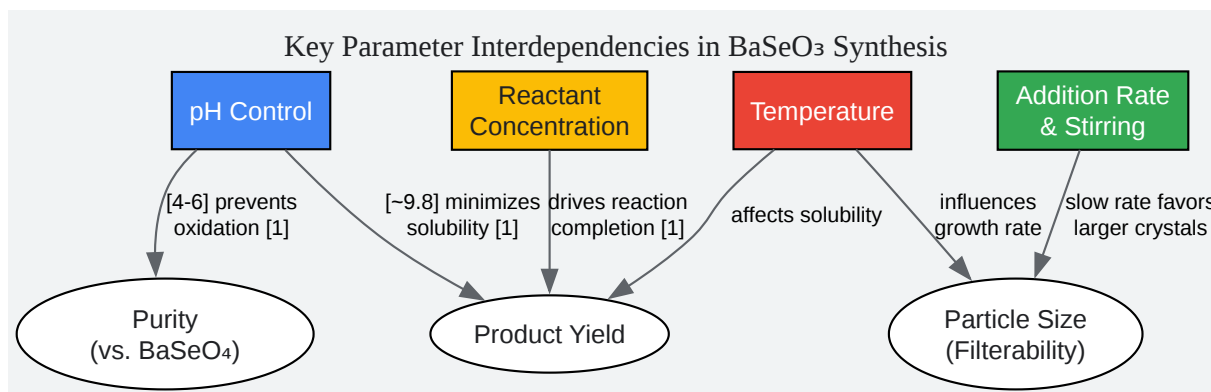 Key Parameter Interdependencies in BaSeO₃ Synthesis
pH Control
Reactant
Concentration
Temperature
Addition Rate
& Stirring
[4-6] prevents
oxidation [1]
[~9.8] minimizes
solubility [1]
drives reaction
completion [1]
affects solubility
influences
growth rate
slow rate favors
larger crystals
Purity
(vs. BaSeO₄)
Product Yield
Particle Size
(Filterability)